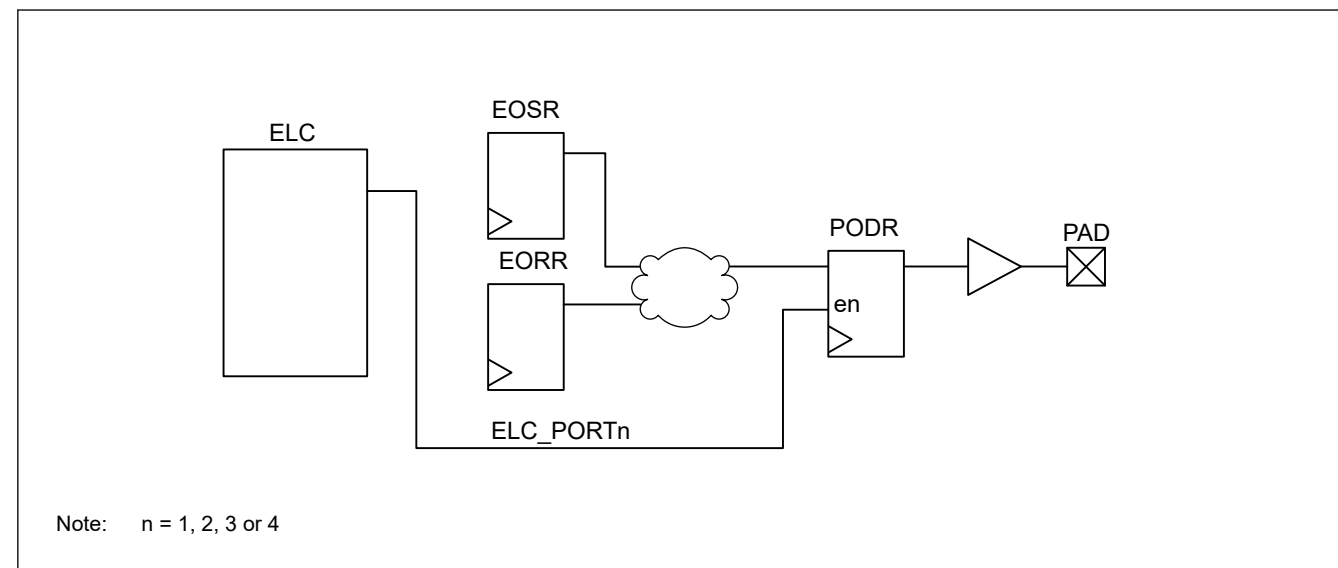 EOSR
ELC
EORR
PODR
PAD
en
ELC_PORTn
Note: n = 1, 2, 3 or 4